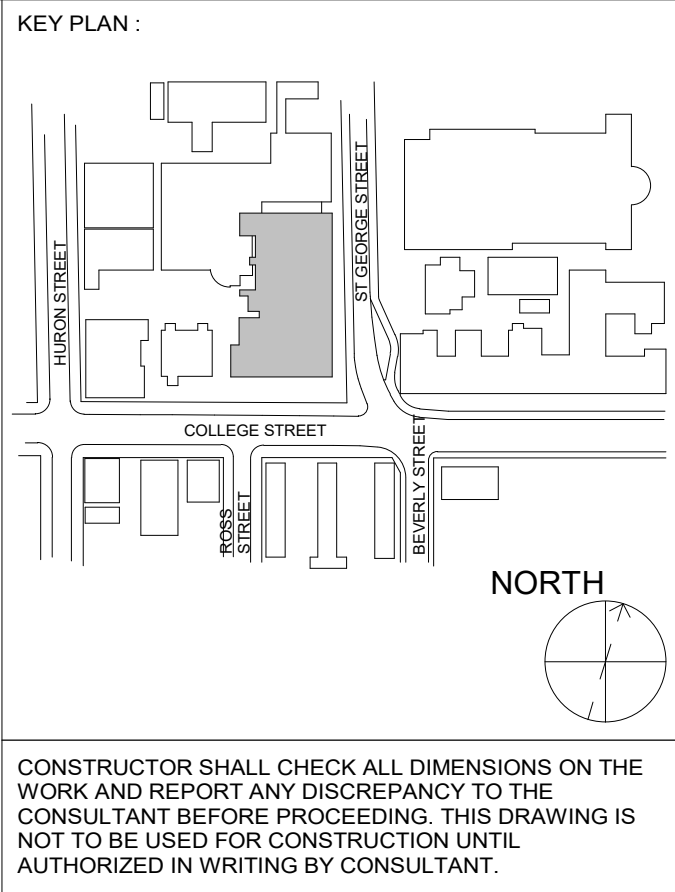 KEY PLAN :
HURON STREET
ST GEORGE STREET
COLLEGE STREET
ROSS
STREET
BEVERLY STREET
NORTH
CONSTRUCTOR SHALL CHECK ALL DIMENSIONS ON THE
WORK AND REPORT ANY DISCREPANCY TO THE
CONSULTANT BEFORE PROCEEDING. THIS DRAWING IS
NOT TO BE USED FOR CONSTRUCTION UNTIL
AUTHORIZED IN WRITING BY CONSULTANT.